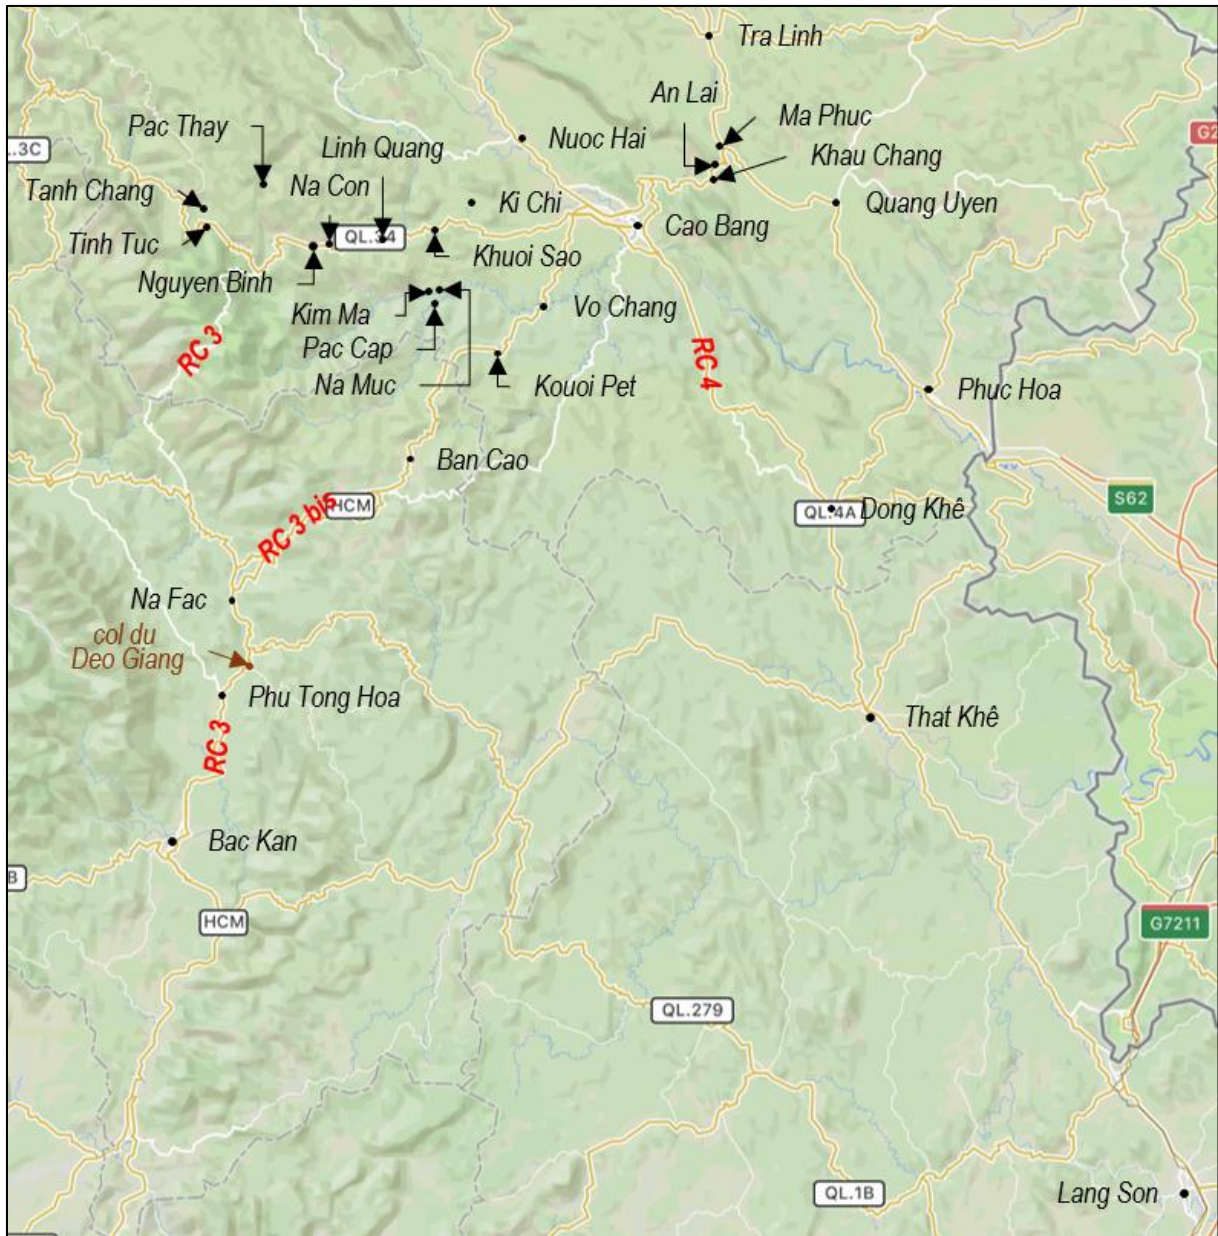 Tra Linh
An Lai
Ma Phuc
Pac Thay
Linh Quang
Nuoc Hai
Khau Chang
.3C
G2
Tanh Chang
Na Con
Ki Chi
Quang Uyen
Cao Bang
Tinh Tuc
QL.34
Khuoi Sao
Nguyen Binh
Kim Ma
Vo Chang
RC 3
Pac Cap
RC 4
Na Muc
Kouoi Pet
Phuc Hoa
Ban Cao
RC 3 bis
HCM
S62
QL.4A
Dong Khê
Na Fac
col du
Deo Giang
Phu Tong Hoa
That Khê
RC 3
Bac Kan
B
HCM
G7211
QL.279
QL.1B
Lang Son